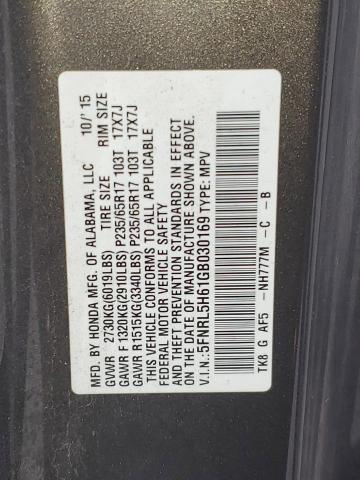 MFD. BY HONDA MFG. OF ALABAMA, LLC 10/'15
GVWR 2730KG(6019LBS) TIRE SIZE RIM SIZE
GAWR F 1320KG(2910LBS) P235/65R17 103T 17X7J
GAWR R 1515KG(3340LBS) P235/65R17 103T 17X7J
THIS VEHICLE CONFORMS TO ALL APPLICABLE
FEDERAL MOTOR VEHICLE SAFETY
AND THEFT PREVENTION STANDARDS IN EFFECT
ON THE DATE OF MANUFACTURE SHOWN ABOVE.
V.I.N.: 5FNRL5H61GB030169 TYPE: MPV
TK8 G AF5 - NH777M - C - B